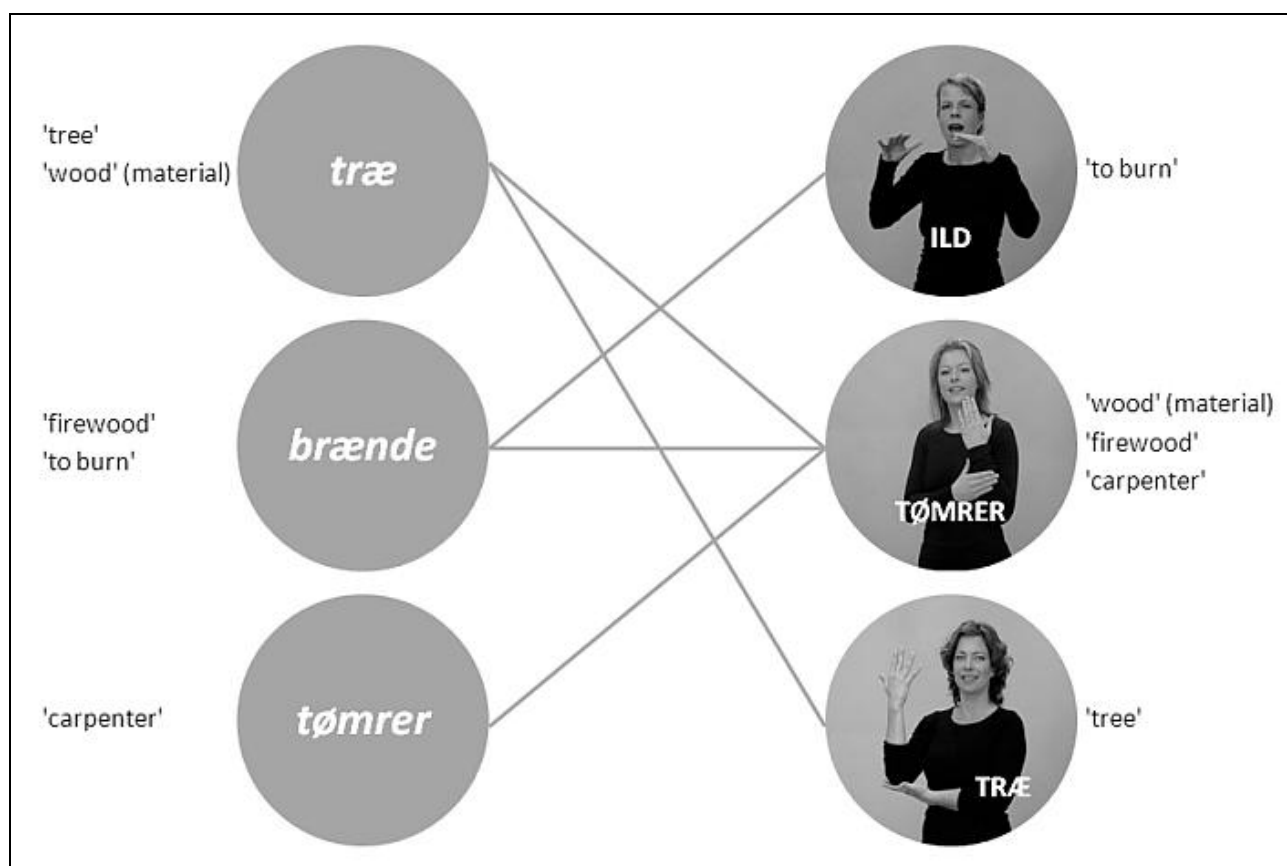 'tree'
'wood' (material)
træ
ILD
'to burn'
'firewood'
'to burn'
brænde
TØMRER
'wood' (material)
'firewood'
'carpenter'
'carpenter'
tømrer
TRÆ
'tree'